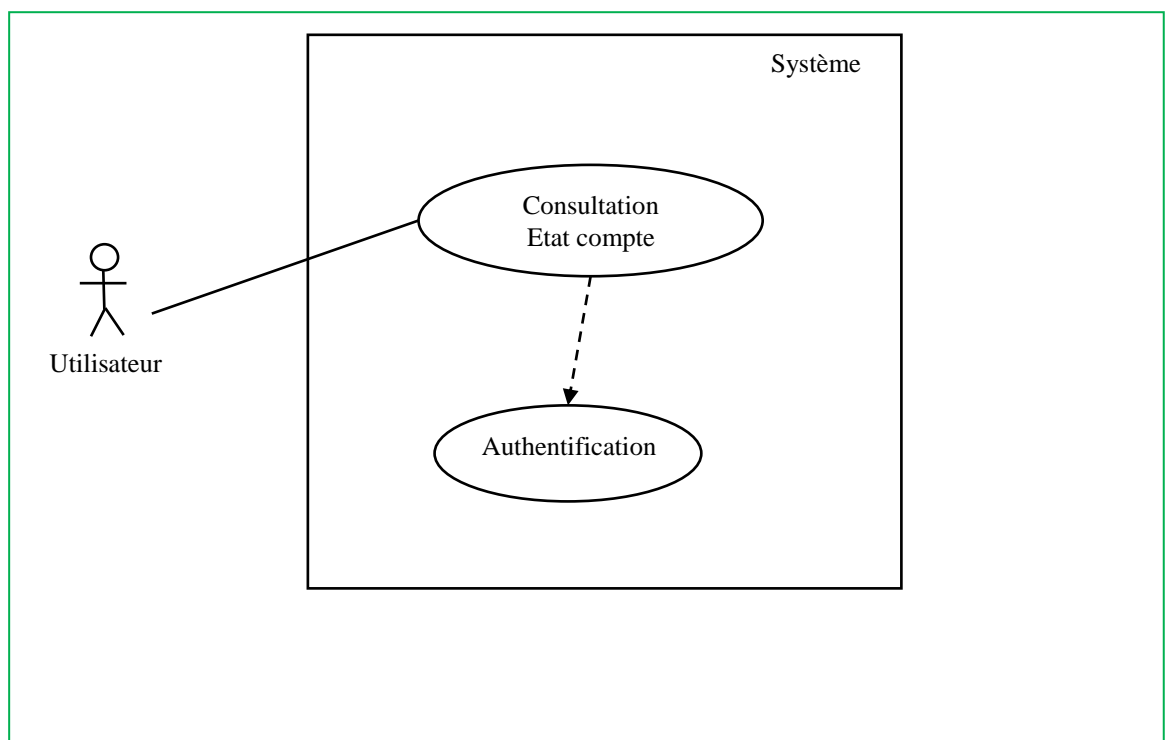 Système
Consultation
Etat compte
Utilisateur
Authentification